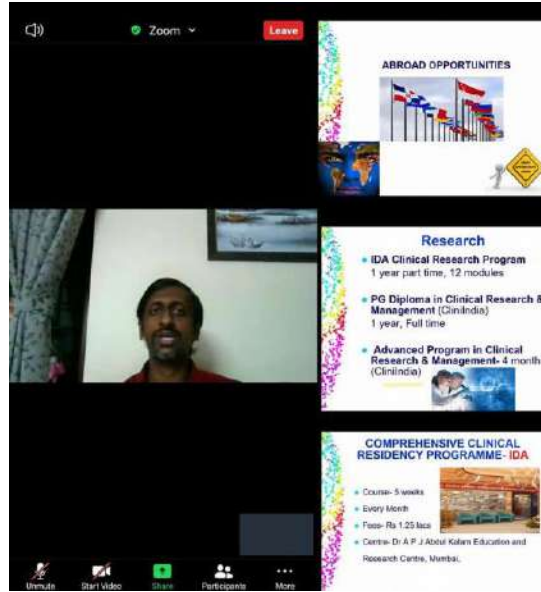 Zoom
Leave
ABROAD OPPORTUNITIES
Research
IDA Clinical Research Program
1 year part time, 12 modules
PG Diploma in Clinical Research &
Management (CliniIndia)
1 year, Full time
Advanced Program in Clinical
Research & Management- 4 month
(CliniIndia)
COMPREHENSIVE CLINICAL
RESIDENCY PROGRAMME- IDA
Course- 5 weeks
Every Month
Fees- Rs 1.25 lacs
Centre- Dr A P J Abdul Kalam Education and
Research Centre, Mumbai.
Unmute
Start Video
Share
Participants
More